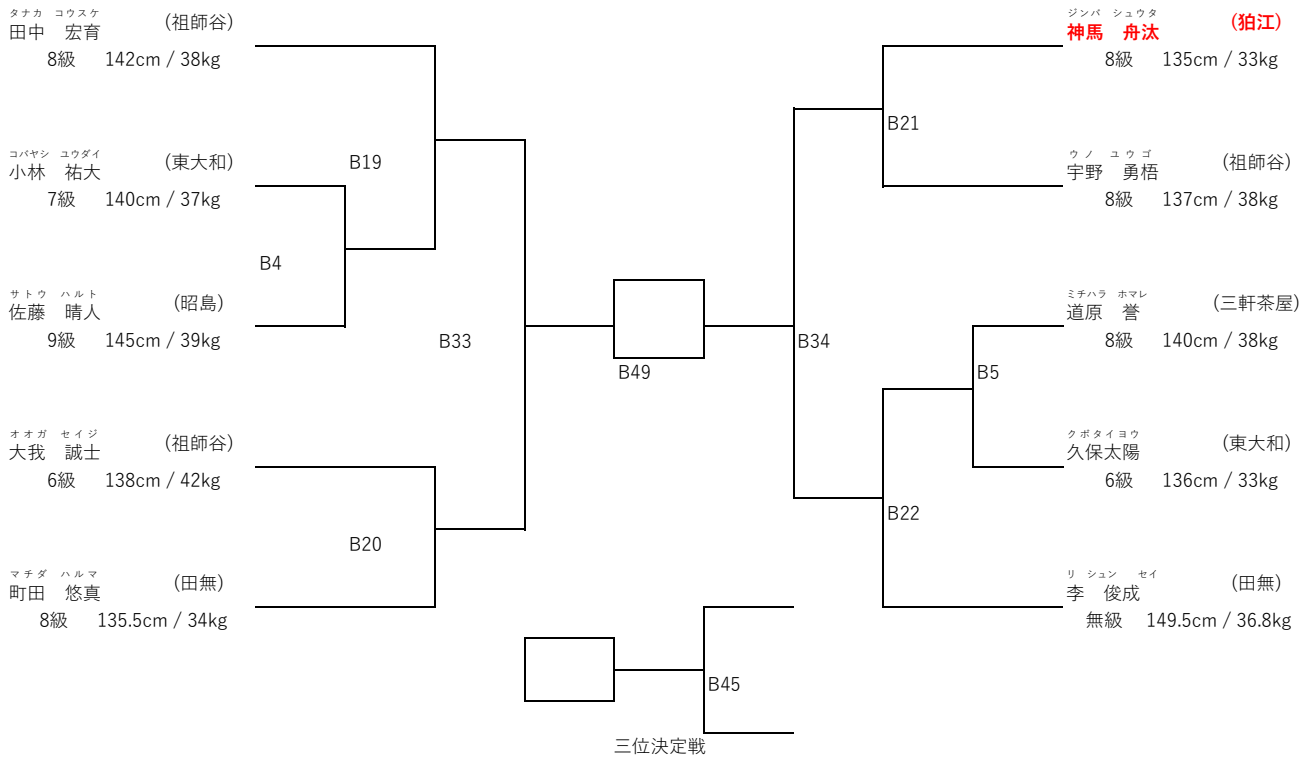 タナカ　コウスケ
田中　宏育　(祖師谷)
8級　142cm / 38kg
コバヤシ　ユウダイ
小林　祐大　(東大和)
7級　140cm / 37kg
サトウ　ハルト
佐藤　晴人　(昭島)
9級　145cm / 39kg
オオガ　セイジ
大我　誠士　(祖師谷)
6級　138cm / 42kg
マチダ　ハルマ
町田　悠真　(田無)
8級　135.5cm / 34kg
B19
B4
B33
B20
B49
B45
三位決定戦
ジンバ　シュウタ
神馬　舟汰　(狛江)
8級　135cm / 33kg
ウノ　ユウゴ
宇野　勇悟　(祖師谷)
8級　137cm / 38kg
ミチハラ　ホマレ
道原　誉　(三軒茶屋)
8級　140cm / 38kg
クボタイヨウ
久保太陽　(東大和)
6級　136cm / 33kg
リ　シュン　セイ
李　俊成　(田無)
無級　149.5cm / 36.8kg
B21
B34
B5
B22